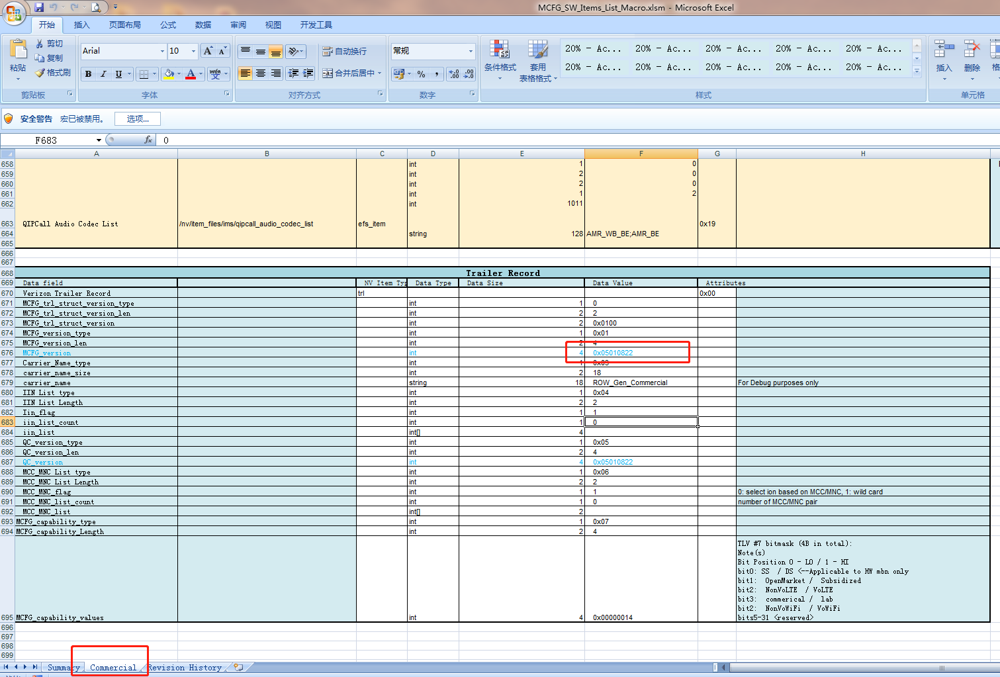 MCFG_SW_Items_List_Macro.xlsm - Microsoft Excel
开始 插入 页面布局 公式 数据 审阅 视图 开发工具
粘贴 剪切 复制 格式刷
Arial 10
自动换行
合并后居中
常规
条件格式 套用表格格式
20% - Ac... 20% - Ac... 20% - Ac... 20% - Ac... 20% - Ac...
20% - Ac... 20% - Ac... 20% - Ac... 20% - Ac... 20% - Ac...
插入 删除 格
剪贴板 字体 对齐方式 数字 样式 单元格
安全警告 宏已被禁用。 选项...
F683 fx 0
A B C D E F G H
658 int 1 0
659 int 2 0
660 int 2 0
661 int 1 2
662 int 1011
663 QIPCall Audio Codec List /nv/item_files/ims/qipcall_audio_codec_list efs_item 0x19
664 string 128 AMR_WB_BE;AMR_BE
665
666
667
668 Trailer Record
669 Data field NV Item Typ Data Type Data Size Data Value Attributes
670 Verizon Trailer Record trl 0x00
671 MCFG_trl_struct_version_type int 1 0
672 MCFG_trl_struct_version_len int 2 2
673 MCFG_trl_struct_version int 2 0x0100
674 MCFG_version_type int 1 0x01
675 MCFG_version_len int 2 4
676 MCFG_version int 4 0x05010822
677 Carrier_Name_type int 1 0x03
678 carrier_name_size int 2 18
679 carrier_name string 18 ROW_Gen_Commercial For Debug purposes only
680 IIN List type int 1 0x04
681 IIN List Length int 2 2
682 Iin_flag int 1 1
683 iin_list_count int 1 0
684 iin_list int[] 4
685 QC_version_type int 1 0x05
686 QC_version_len int 2 4
687 QC_version int 4 0x05010822
688 MCC_MNC List type int 1 0x06
689 MCC_MNC List Length int 2 2
690 MCC_MNC_flag int 1 1 0: select ion based on MCC/MNC, 1: wild card
691 MCC_MNC_list_count int 1 0 number of MCC/MNC pair
692 MCC_MNC_list int[] 2
693 MCFG_capability_type int 1 0x07
694 MCFG_capability_Length int 2 4
TLV #7 bitmask (4B in total):
Note(s)
Bit Position 0 - LO / 1 - HI
bit0: SS / DS <--Applicable to HW mbn only
bit1: OpenMarket / Subsidized
bit2: NonVoLTE / VoLTE
bit3: commerical / lab
bit2: NonVoWiFi / VoWiFi
695 MCFG_capability_values int 4 0x00000014 bits5-31 <reserved>
696
697
698
699
Summary Commercial Revision History